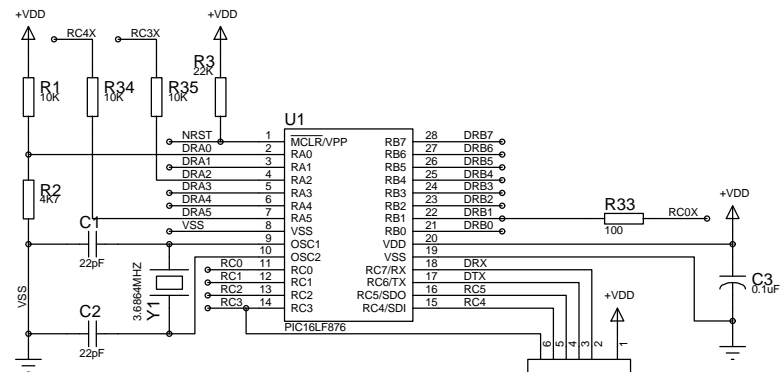 +VDD
RC4X
RC3X
+VDD
R3
22K
R1
10K
R34
10K
R35
10K
U1
NRST 1 MCLR/VPP RB7 28 DRB7
DRA0 2 RA0 RB6 27 DRB6
DRA1 3 RA1 RB5 26 DRB5
DRA2 4 RA2 RB4 25 DRB4
DRA3 5 RA3 RB3 24 DRB3
DRA4 6 RA4 RB2 23 DRB2
DRA5 7 RA5 RB1 22 DRB1
VSS 8 VSS RB0 21 DRB0
9 OSC1 VDD 20
10 OSC2 VSS 19
RC0 11 RC0 RC7/RX 18 DRX
RC1 12 RC1 RC6/TX 17 DTX
RC2 13 RC2 RC5/SDO 16 RC5
RC3 14 RC3 RC4/SDI 15 RC4
PIC16LF876
R2
4K7
R33
100
RC0X
+VDD
C1
22pF
VSS
3.6864MHZ
Y1
C2
22pF
C3
0.1uF
+VDD
6 5 4 3 2 1